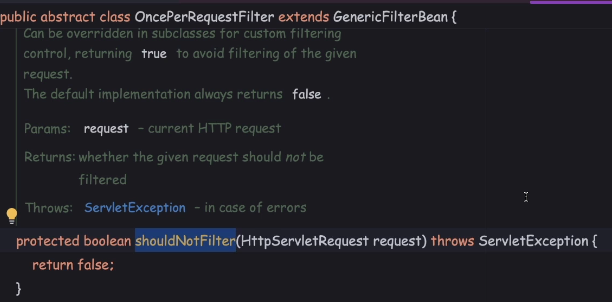 public abstract class OncePerRequestFilter extends GenericFilterBean {
Can be overridden in subclasses for custom filtering
control, returning true to avoid filtering of the given
request.
The default implementation always returns false .
Params: request – current HTTP request
Returns: whether the given request should not be
filtered
Throws: ServletException – in case of errors
protected boolean shouldNotFilter(HttpServletRequest request) throws ServletException {
return false;
}